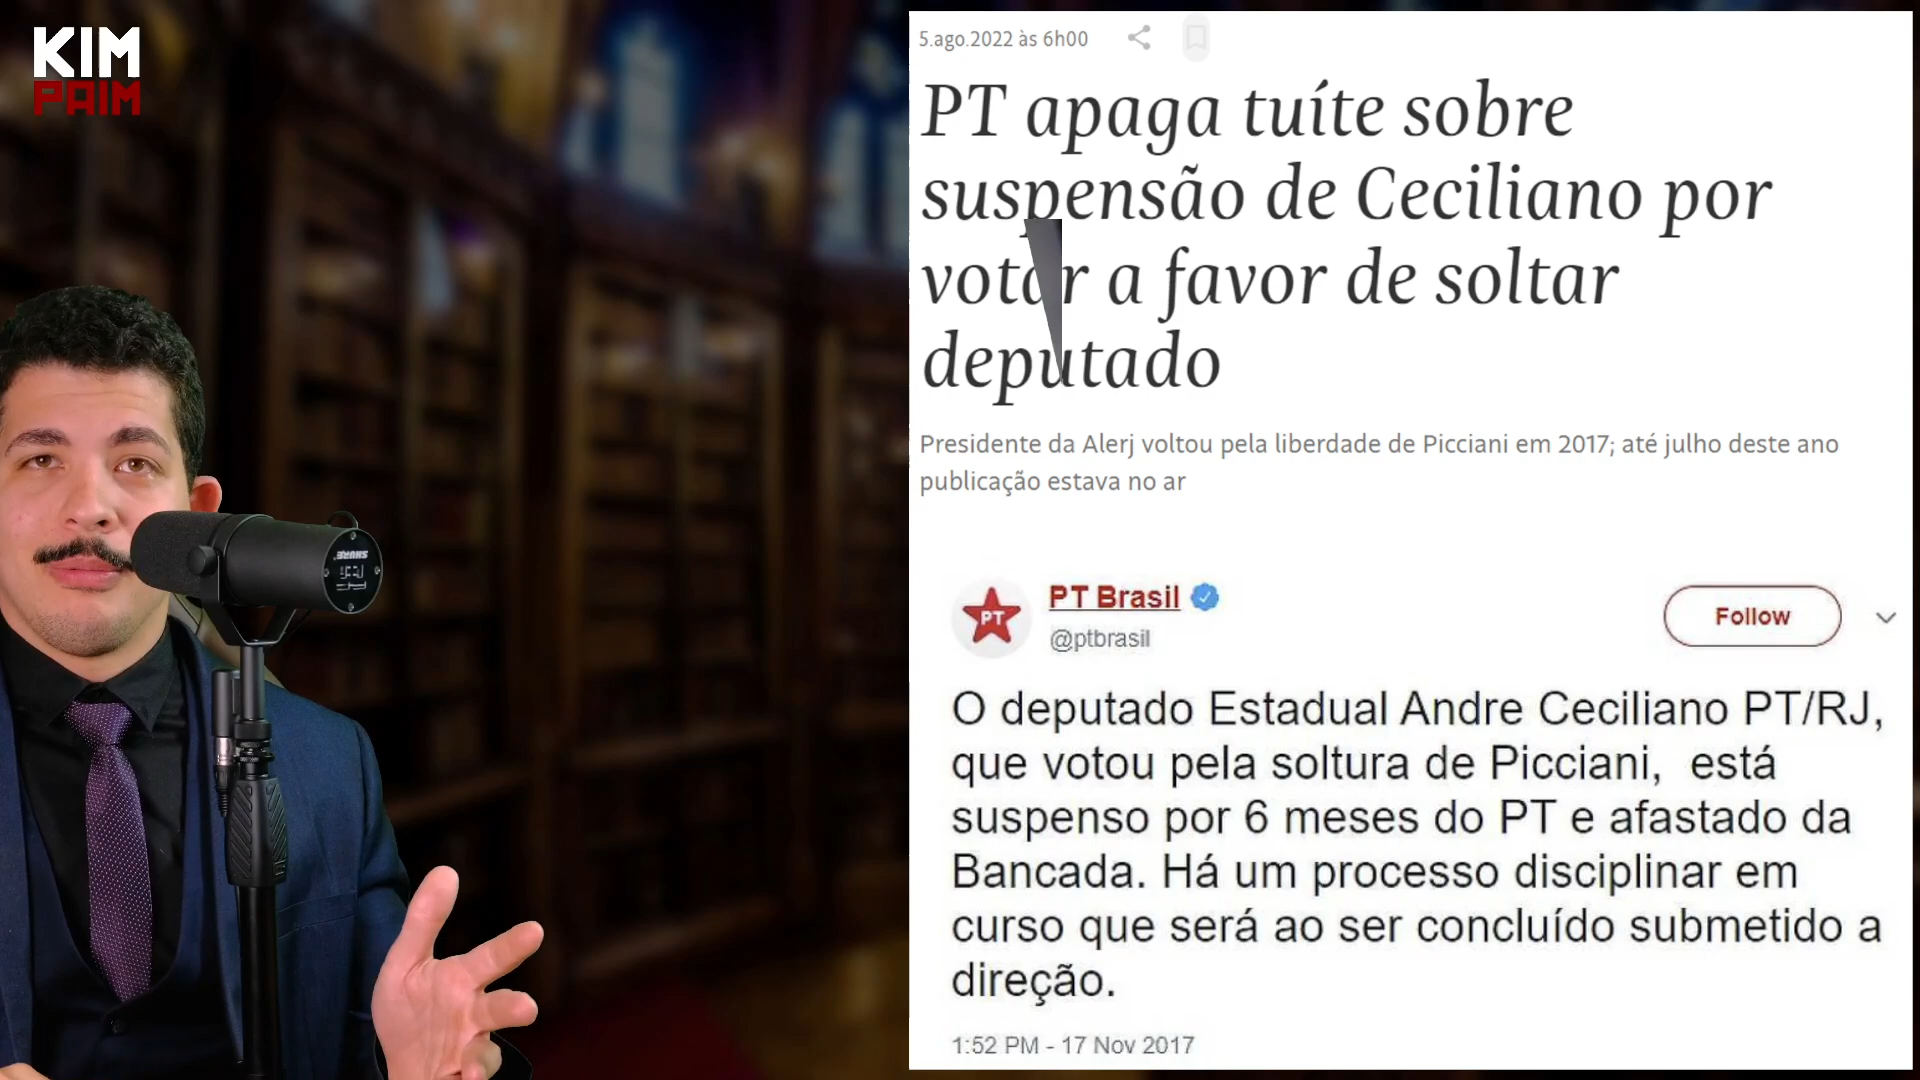 KIM
PAIM
5.ago.2022 às 6h00
PT apaga tuíte sobre
suspensão de Ceciliano por
votar a favor de soltar
deputado
Presidente da Alerj voltou pela liberdade de Picciani em 2017; até julho deste ano
publicação estava no ar
PT
PT Brasil
@ptbrasil
Follow
O deputado Estadual Andre Ceciliano PT/RJ,
que votou pela soltura de Picciani, está
suspenso por 6 meses do PT e afastado da
Bancada. Há um processo disciplinar em
curso que será ao ser concluído submetido a
direção.
1:52 PM - 17 Nov 2017
SHURE